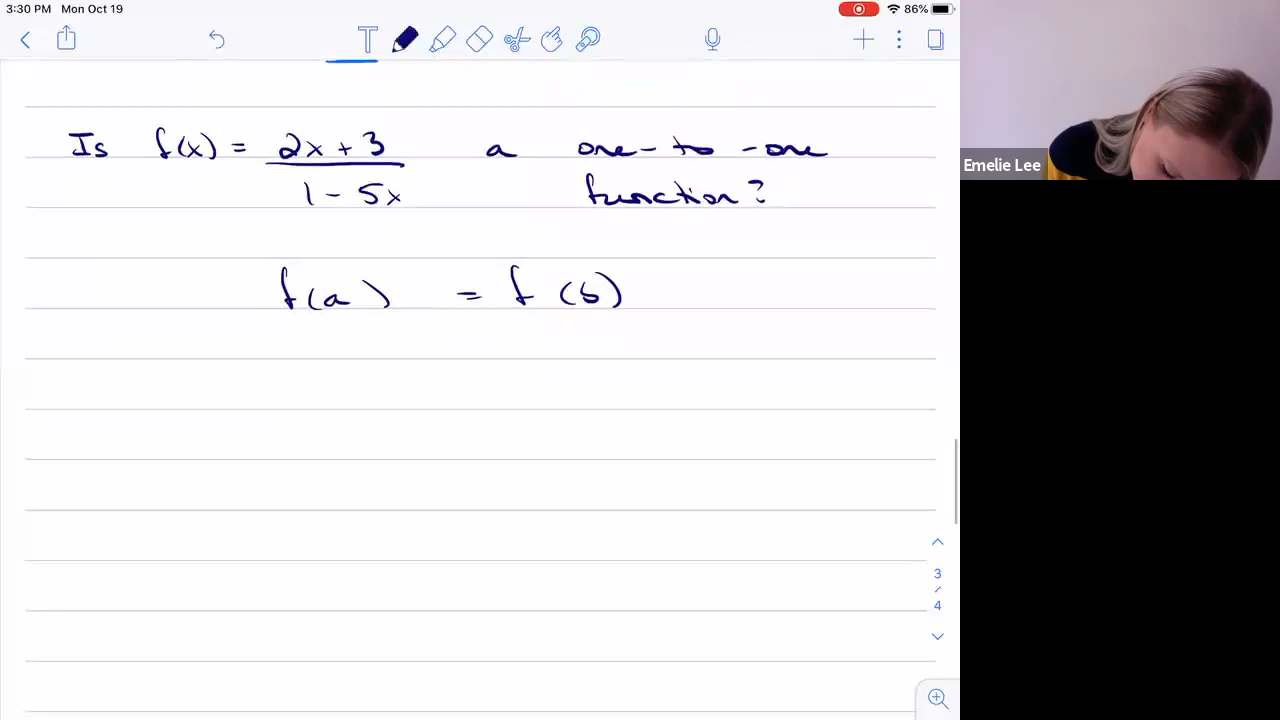 3:30 PM Mon Oct 19 86%
T
Is f(x) = 2x + 3 a one-to-one
1 - 5x function?
f(a) = f(b)
Emelie Lee
3
/
4